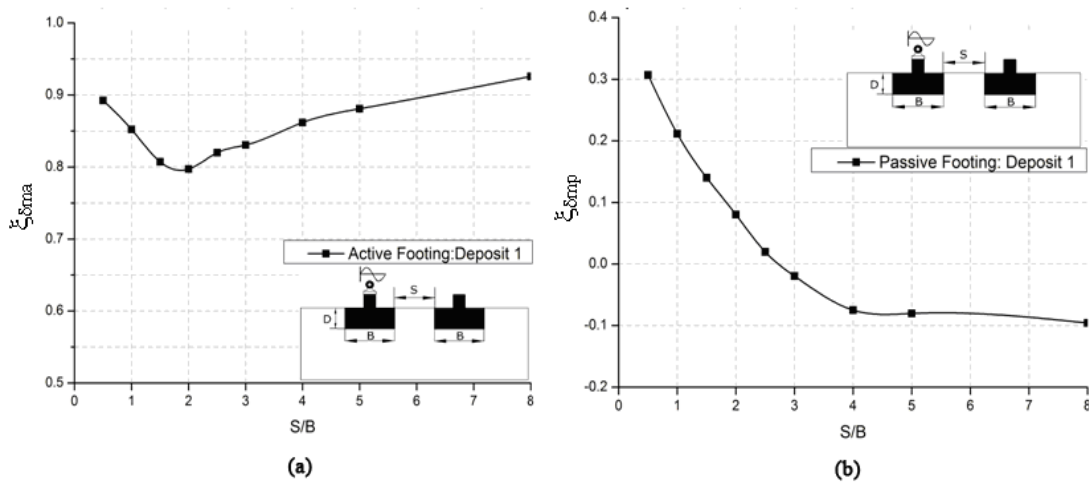 1.0
0.9
0.8
0.7
0.6
0.5
ξδma
0 1 2 3 4 5 6 7 8
S/B
Active Footing:Deposit 1
S
D
B B
(a)
0.4
0.3
0.2
0.1
0.0
-0.1
-0.2
ξδmp
0 1 2 3 4 5 6 7 8
S/B
S
D
B B
Passive Footing: Deposit 1
(b)